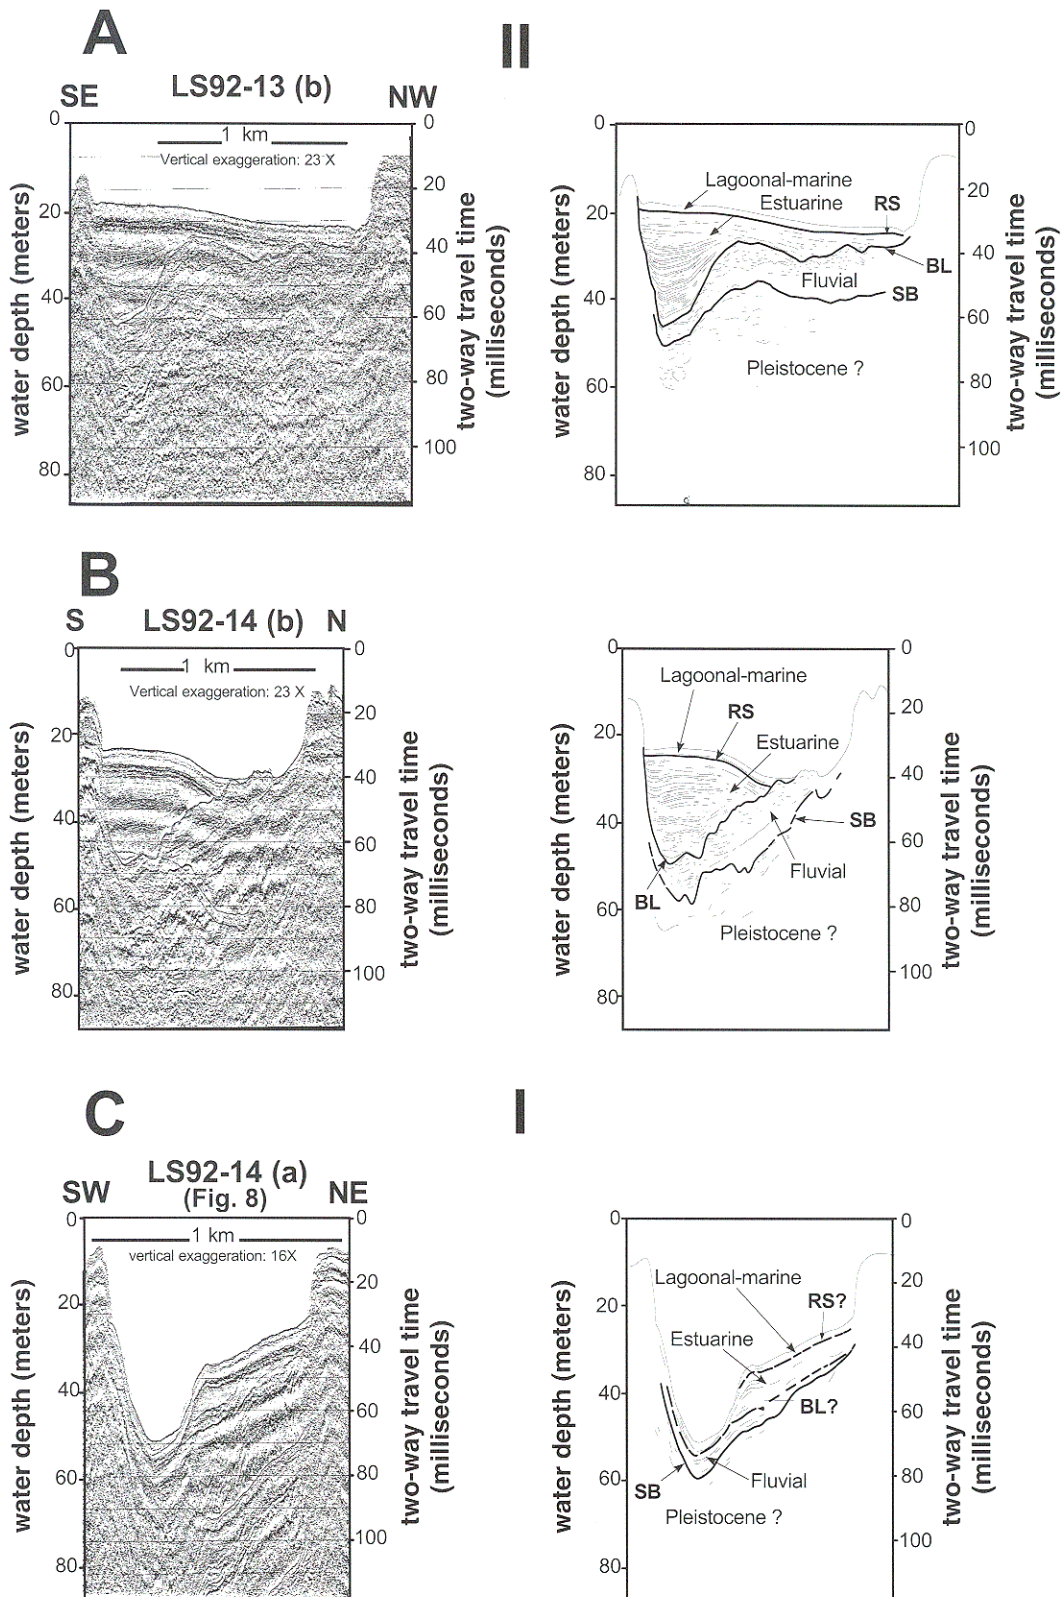 A
II
LS92-13 (b)
SE
NW
1 km
Vertical exaggeration: 23 X
0
20
40
60
80
water depth (meters)
0
20
40
60
80
100
two-way travel time
(milliseconds)
0
20
40
60
80
water depth (meters)
Lagoonal-marine
Estuarine
RS
BL
Fluvial
SB
Pleistocene ?
0
20
40
60
80
100
two-way travel time
(milliseconds)
B
S
LS92-14 (b)
N
1 km
Vertical exaggeration: 23 X
0
20
40
60
80
water depth (meters)
0
20
40
60
80
100
two-way travel time
(milliseconds)
0
20
40
60
80
water depth (meters)
Lagoonal-marine
RS
Estuarine
SB
Fluvial
BL
Pleistocene ?
0
20
40
60
80
100
two-way travel time
(milliseconds)
C
I
LS92-14 (a)
SW
(Fig. 8)
NE
1 km
vertical exaggeration: 16X
0
20
40
60
80
water depth (meters)
0
20
40
60
80
100
two-way travel time
(milliseconds)
0
20
40
60
80
water depth (meters)
Lagoonal-marine
RS?
Estuarine
BL?
Fluvial
SB
Pleistocene ?
0
20
40
60
80
100
two-way travel time
(milliseconds)